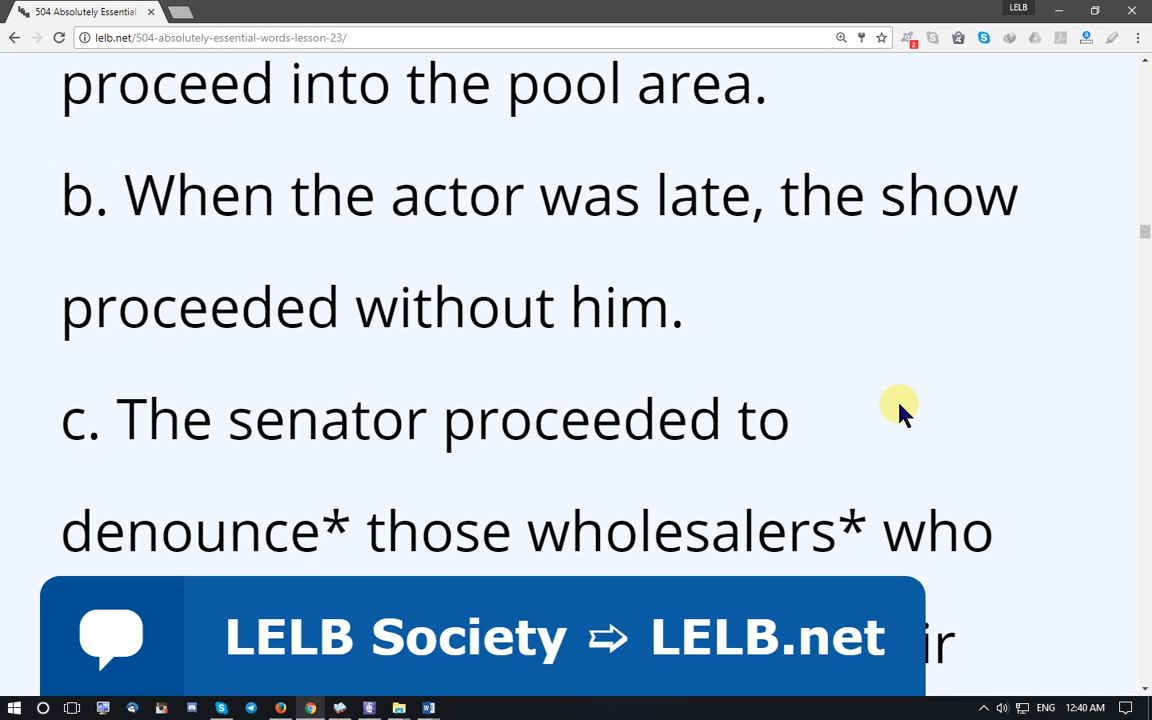 504 Absolutely Essential
LELB
lelb.net/504-absolutely-essential-words-lesson-23/
2
proceed into the pool area.
b. When the actor was late, the show
proceeded without him.
c. The senator proceeded to
denounce* those wholesalers* who
ir
LELB Society ➩ LELB.net
ENG
12:40 AM